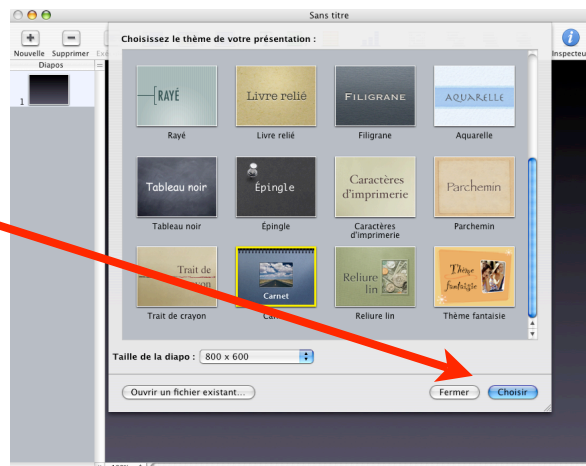 Sans titre
Choisissez le thème de votre présentation :
Nouvelle Supprimer
Inspecteu
Diapos
1
RAYÉ
Livre relié
FILIGRANE
AQUARELLE
Rayé
Livre relié
Filigrane
Aquarelle
Tableau noir
Épingle
Caractères
d'imprimerie
Parchemin
Tableau noir
Épingle
Caractères
d'imprimerie
Parchemin
Trait de
Carnet
Reliure
lin
Thème
fantaisie
Trait de crayon
Reliure lin
Thème fantaisie
Taille de la diapo : 800 x 600
Ouvrir un fichier existant...
Fermer
Choisir